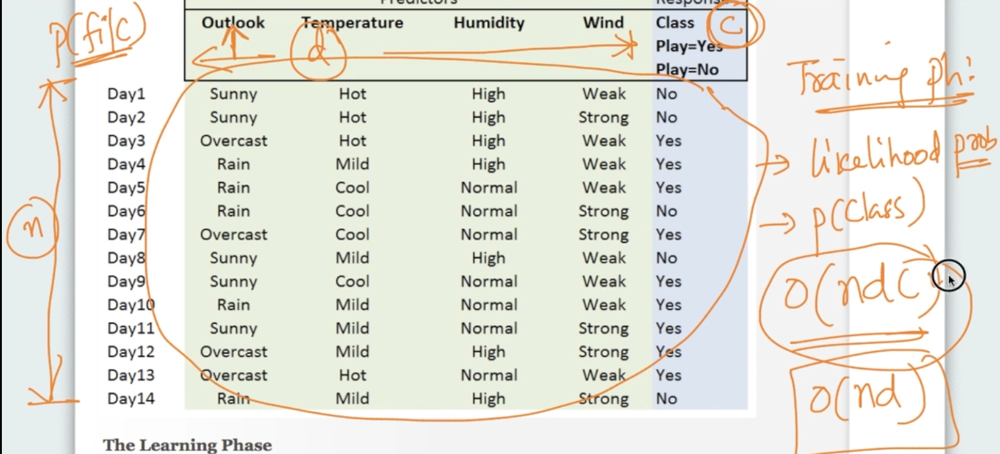 Predictors Response
Outlook Temperature Humidity Wind Class
Play=Yes
Play=No
Day1 Sunny Hot High Weak No
Day2 Sunny Hot High Strong No
Day3 Overcast Hot High Weak Yes
Day4 Rain Mild High Weak Yes
Day5 Rain Cool Normal Weak Yes
Day6 Rain Cool Normal Strong No
Day7 Overcast Cool Normal Strong Yes
Day8 Sunny Mild High Weak No
Day9 Sunny Cool Normal Weak Yes
Day10 Rain Mild Normal Weak Yes
Day11 Sunny Mild Normal Strong Yes
Day12 Overcast Mild High Strong Yes
Day13 Overcast Hot Normal Weak Yes
Day14 Rain Mild High Strong No
The Learning Phase
P(fi/c)
d
C
n
Training Ph:
→ likelihood prob
→ P(Class)
O(ndc)
O(nd)